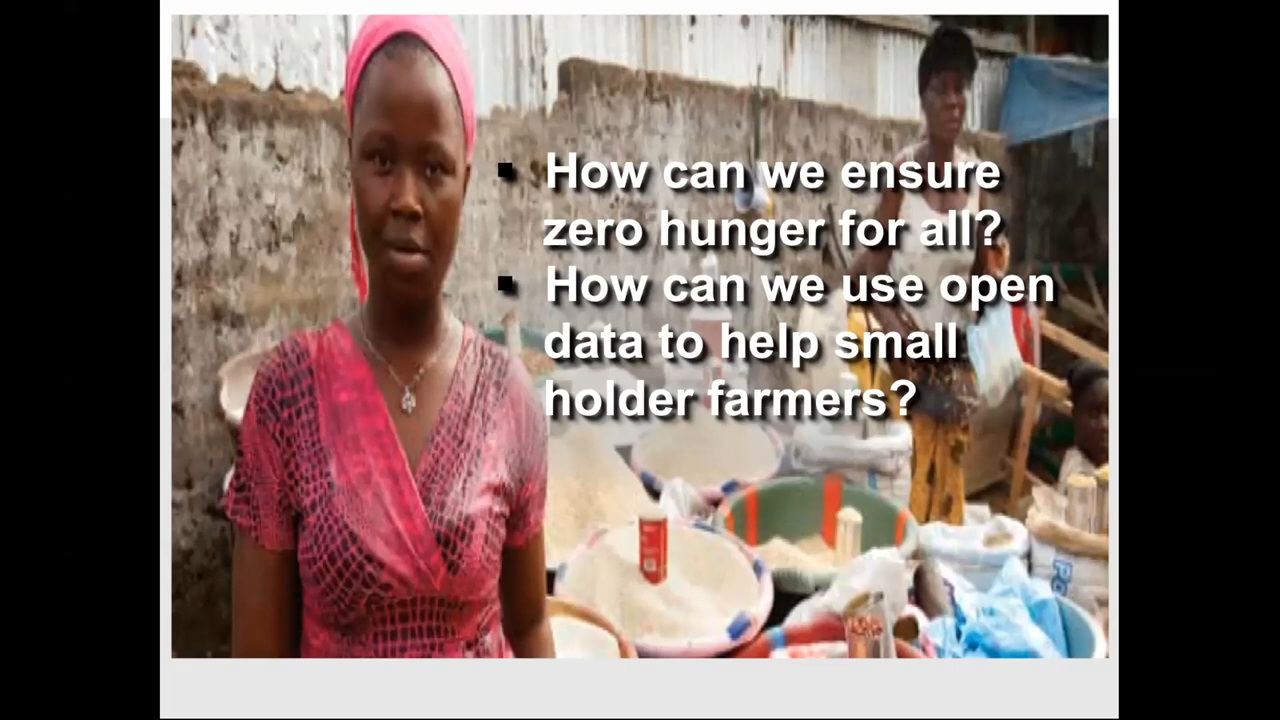 ▪ How can we ensure
zero hunger for all?
▪ How can we use open
data to help small
holder farmers?